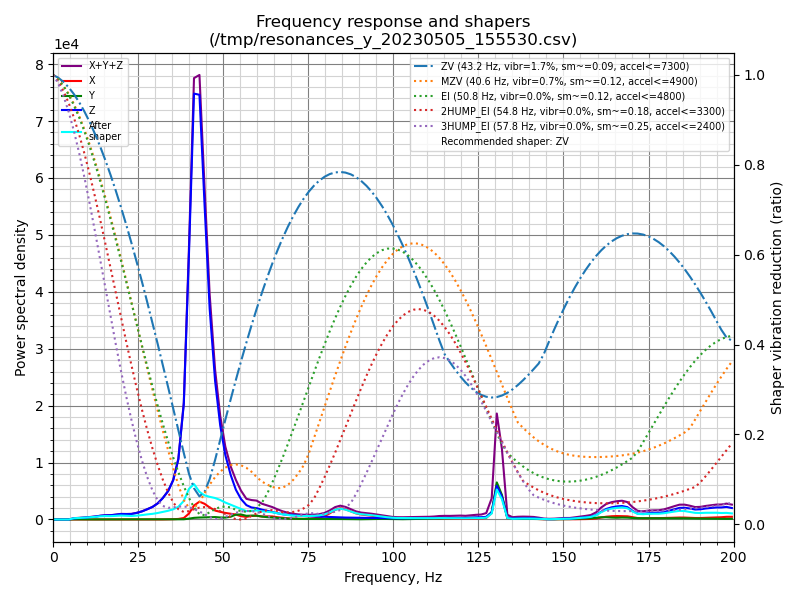 Frequency response and shapers
(/tmp/resonances_y_20230505_155530.csv)
1e4
X+Y+Z
X
Y
Z
After
shaper
ZV (43.2 Hz, vibr=1.7%, sm~=0.09, accel<=7300)
MZV (40.6 Hz, vibr=0.7%, sm~=0.12, accel<=4900)
EI (50.8 Hz, vibr=0.0%, sm~=0.12, accel<=4800)
2HUMP_EI (54.8 Hz, vibr=0.0%, sm~=0.18, accel<=3300)
3HUMP_EI (57.8 Hz, vibr=0.0%, sm~=0.25, accel<=2400)
Recommended shaper: ZV
8
7
6
5
4
3
2
1
0
Power spectral density
1.0
0.8
0.6
0.4
0.2
0.0
Shaper vibration reduction (ratio)
0 25 50 75 100 125 150 175 200
Frequency, Hz